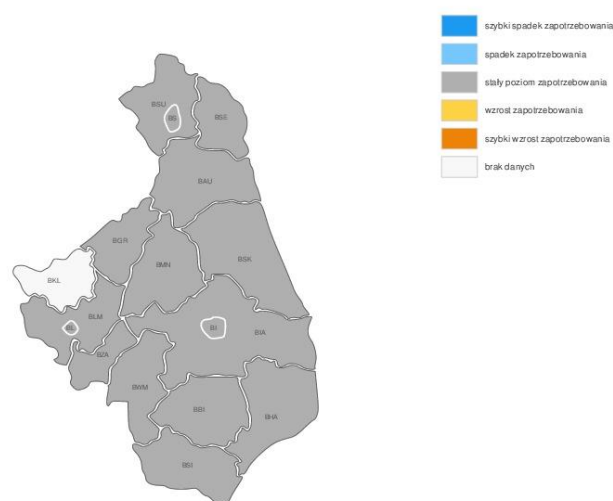 szybki spadek zapotrzebowania
spadek zapotrzebowania
stały poziom zapotrzebowania
wzrost zapotrzebowania
szybki wzrost zapotrzebowania
brak danych
BSU
BS
BSE
BAU
BGR
BMN
BSK
BKL
BLM
BL
BI
BIA
BZA
BWM
BBI
BHA
BSI